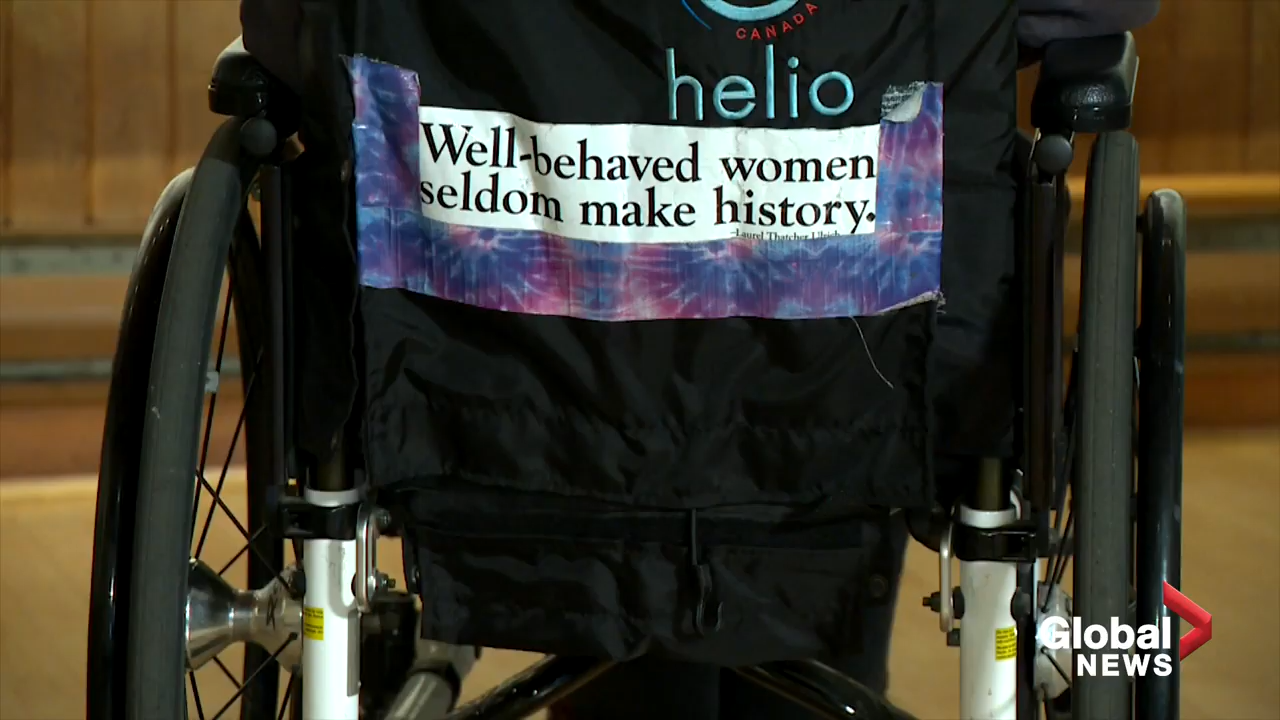 CANADA
helio
Well-behaved women
seldom make history.
–Laurel Thatcher Ulrich
Global
NEWS